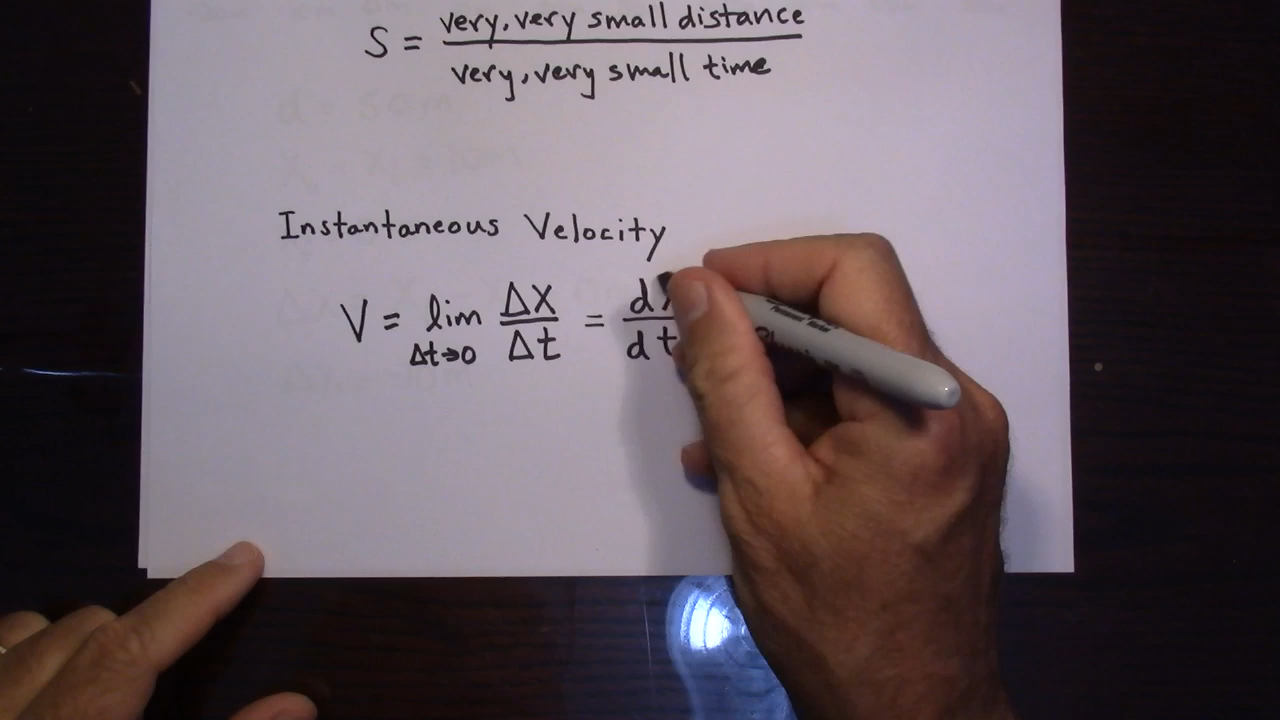 S = very, very small distance
very, very small time
Instantaneous Velocity
V = lim ΔX = d
Δt→0 Δt dt